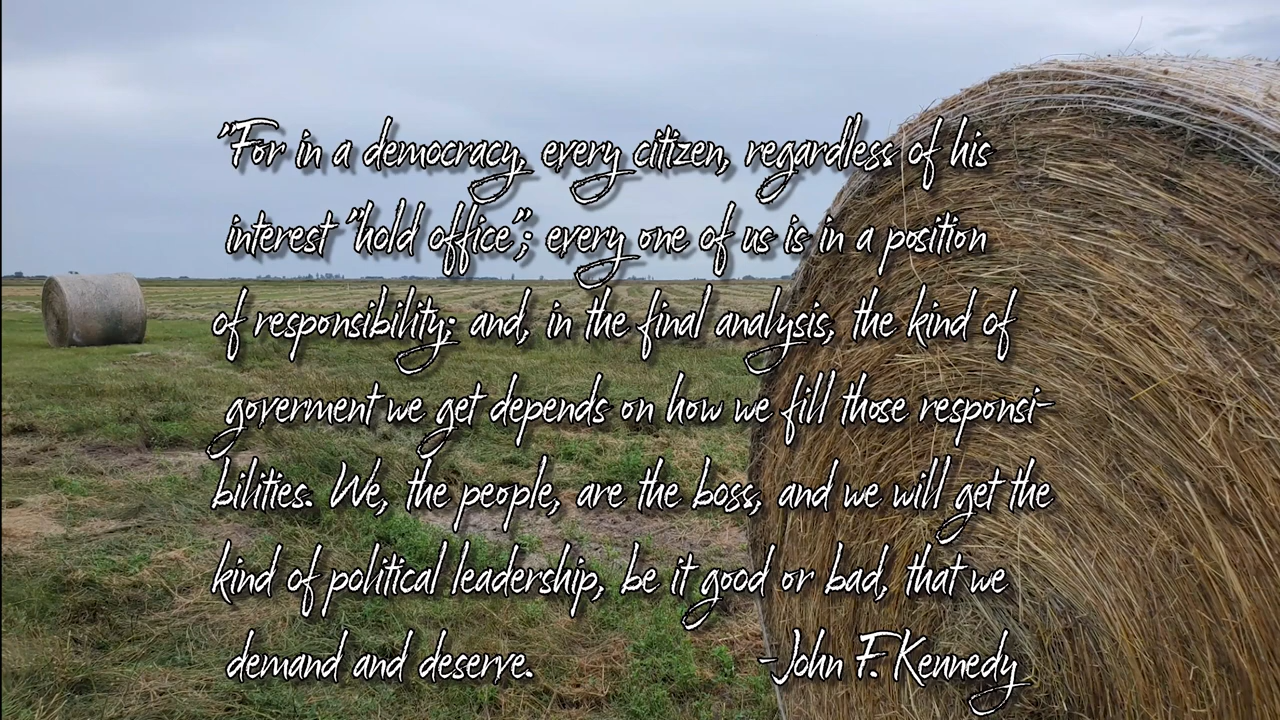 "For in a democracy, every citizen, regardless of his
interest "hold office"; every one of us is in a position
of responsibility; and, in the final analysis, the kind of
goverment we get depends on how we fill those responsi-
bilities. We, the people, are the boss, and we will get the
kind of political leadership, be it good or bad, that we
demand and deserve. -John F. Kennedy